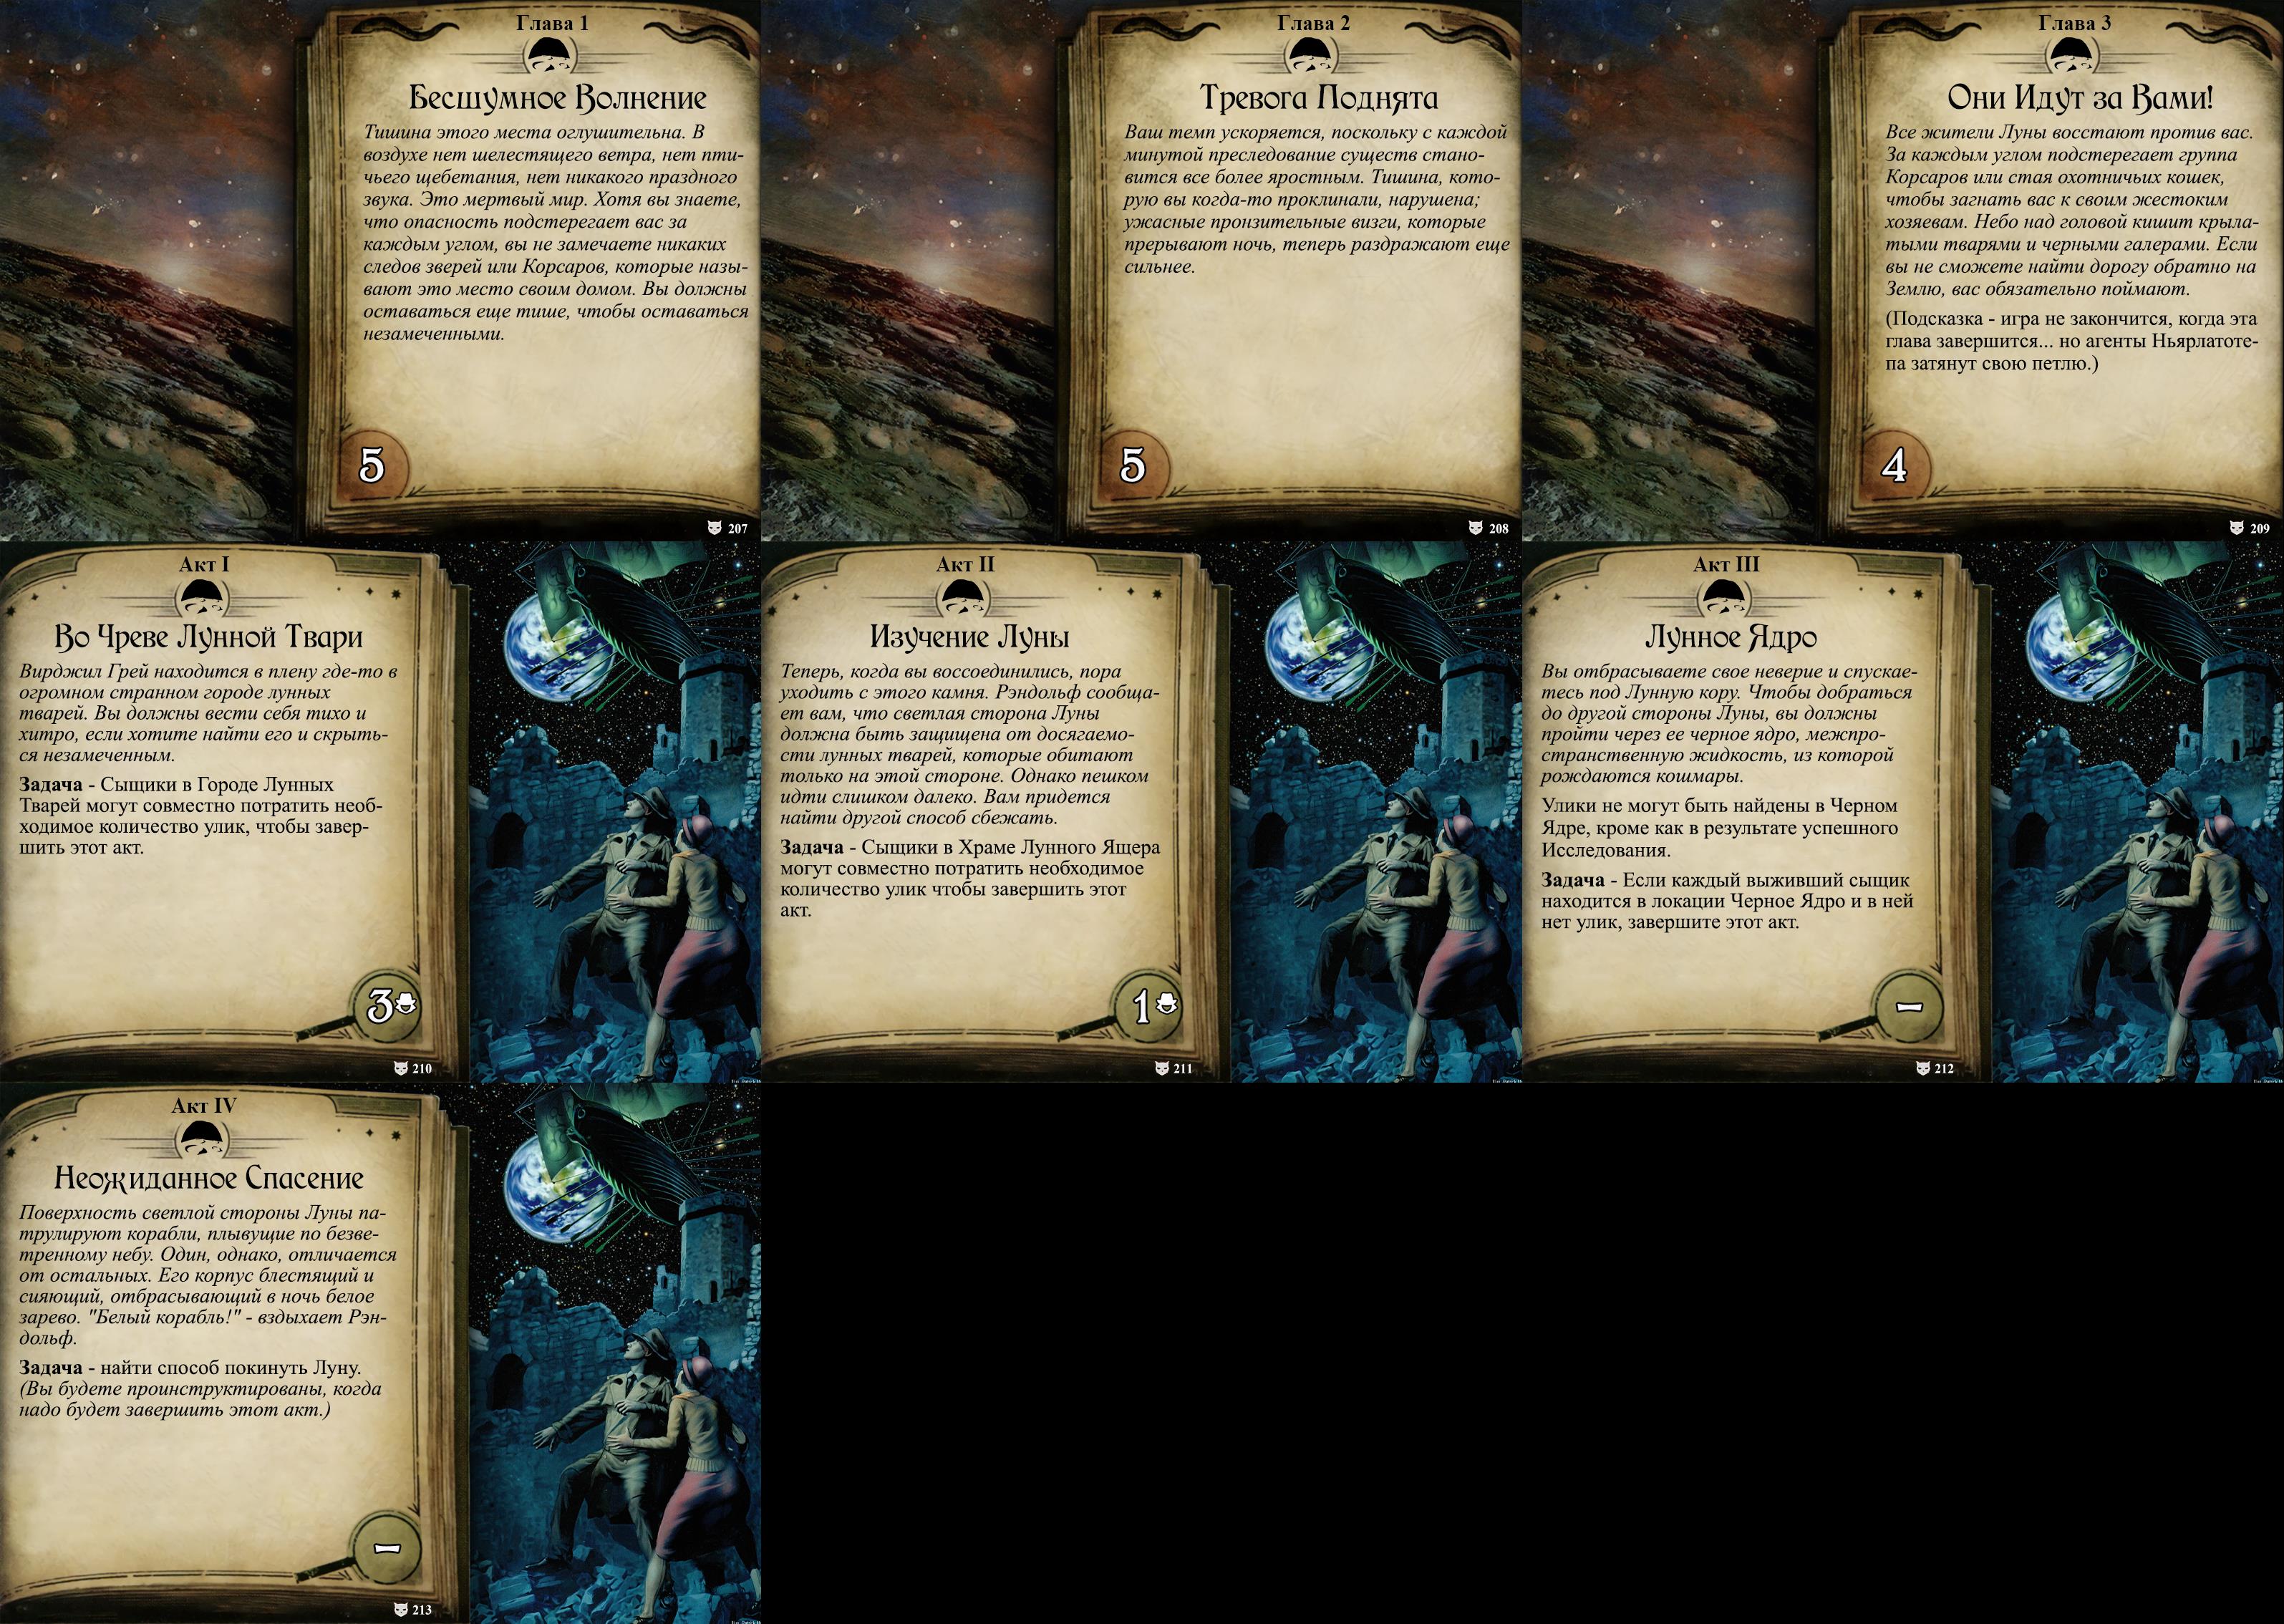 Глава 1
Бесшумное Волнение
Тишина этого места оглушительна. В
воздухе нет шелестящего ветра, нет пти-
чьего щебетания, нет никакого праздного
звука. Это мертвый мир. Хотя вы знаете,
что опасность подстерегает вас за
каждым углом, вы не замечаете никаких
следов зверей или Корсаров, которые назы-
вают это место своим домом. Вы должны
оставаться еще тише, чтобы оставаться
незамеченными.
5
207
Глава 2
Тревога Поднята
Ваш темп ускоряется, поскольку с каждой
минутой преследование существ стано-
вится все более яростным. Тишина, кото-
рую вы когда-то проклинали, нарушена;
ужасные пронзительные визги, которые
прерывают ночь, теперь раздражают еще
сильнее.
5
208
Глава 3
Они Идут за Вами!
Все жители Луны восстают против вас.
За каждым углом подстерегает группа
Корсаров или стая охотничьих кошек,
чтобы загнать вас к своим жестоким
хозяевам. Небо над головой кишит крыла-
тыми тварями и черными галерами. Если
вы не сможете найти дорогу обратно на
Землю, вас обязательно поймают.
(Подсказка - игра не закончится, когда эта
глава завершится... но агенты Ньярлатоте-
па затянут свою петлю.)
4
209
Акт I
Во Чреве Лунной Твари
Вирджил Грей находится в плену где-то в
огромном странном городе лунных
тварей. Вы должны вести себя тихо и
хитро, если хотите найти его и скрыть-
ся незамеченным.
Задача - Сыщики в Городе Лунных
Тварей могут совместно потратить необ-
ходимое количество улик, чтобы завер-
шить этот акт.
3
210
Акт II
Изучение Луны
Теперь, когда вы воссоединились, пора
уходить с этого камня. Рэндольф сообща-
ет вам, что светлая сторона Луны
должна быть защищена от досягаемо-
сти лунных тварей, которые обитают
только на этой стороне. Однако пешком
идти слишком далеко. Вам придется
найти другой способ сбежать.
Задача - Сыщики в Храме Лунного Ящера
могут совместно потратить необходимое
количество улик чтобы завершить этот
акт.
1
211
Акт III
Лунное Ядро
Вы отбрасываете свое неверие и спускае-
тесь под Лунную кору. Чтобы добраться
до другой стороны Луны, вы должны
пройти через ее черное ядро, межпро-
странственную жидкость, из которой
рождаются кошмары.
Улики не могут быть найдены в Черном
Ядре, кроме как в результате успешного
Исследования.
Задача - Если каждый выживший сыщик
находится в локации Черное Ядро и в ней
нет улик, завершите этот акт.
–
212
Акт IV
Неожиданное Спасение
Поверхность светлой стороны Луны па-
трулируют корабли, плывущие по безве-
тренному небу. Один, однако, отличается
от остальных. Его корпус блестящий и
сияющий, отбрасывающий в ночь белое
зарево. "Белый корабль!" - вздыхает Рэн-
дольф.
Задача - найти способ покинуть Луну.
(Вы будете проинструктированы, когда
надо будет завершить этот акт.)
–
213